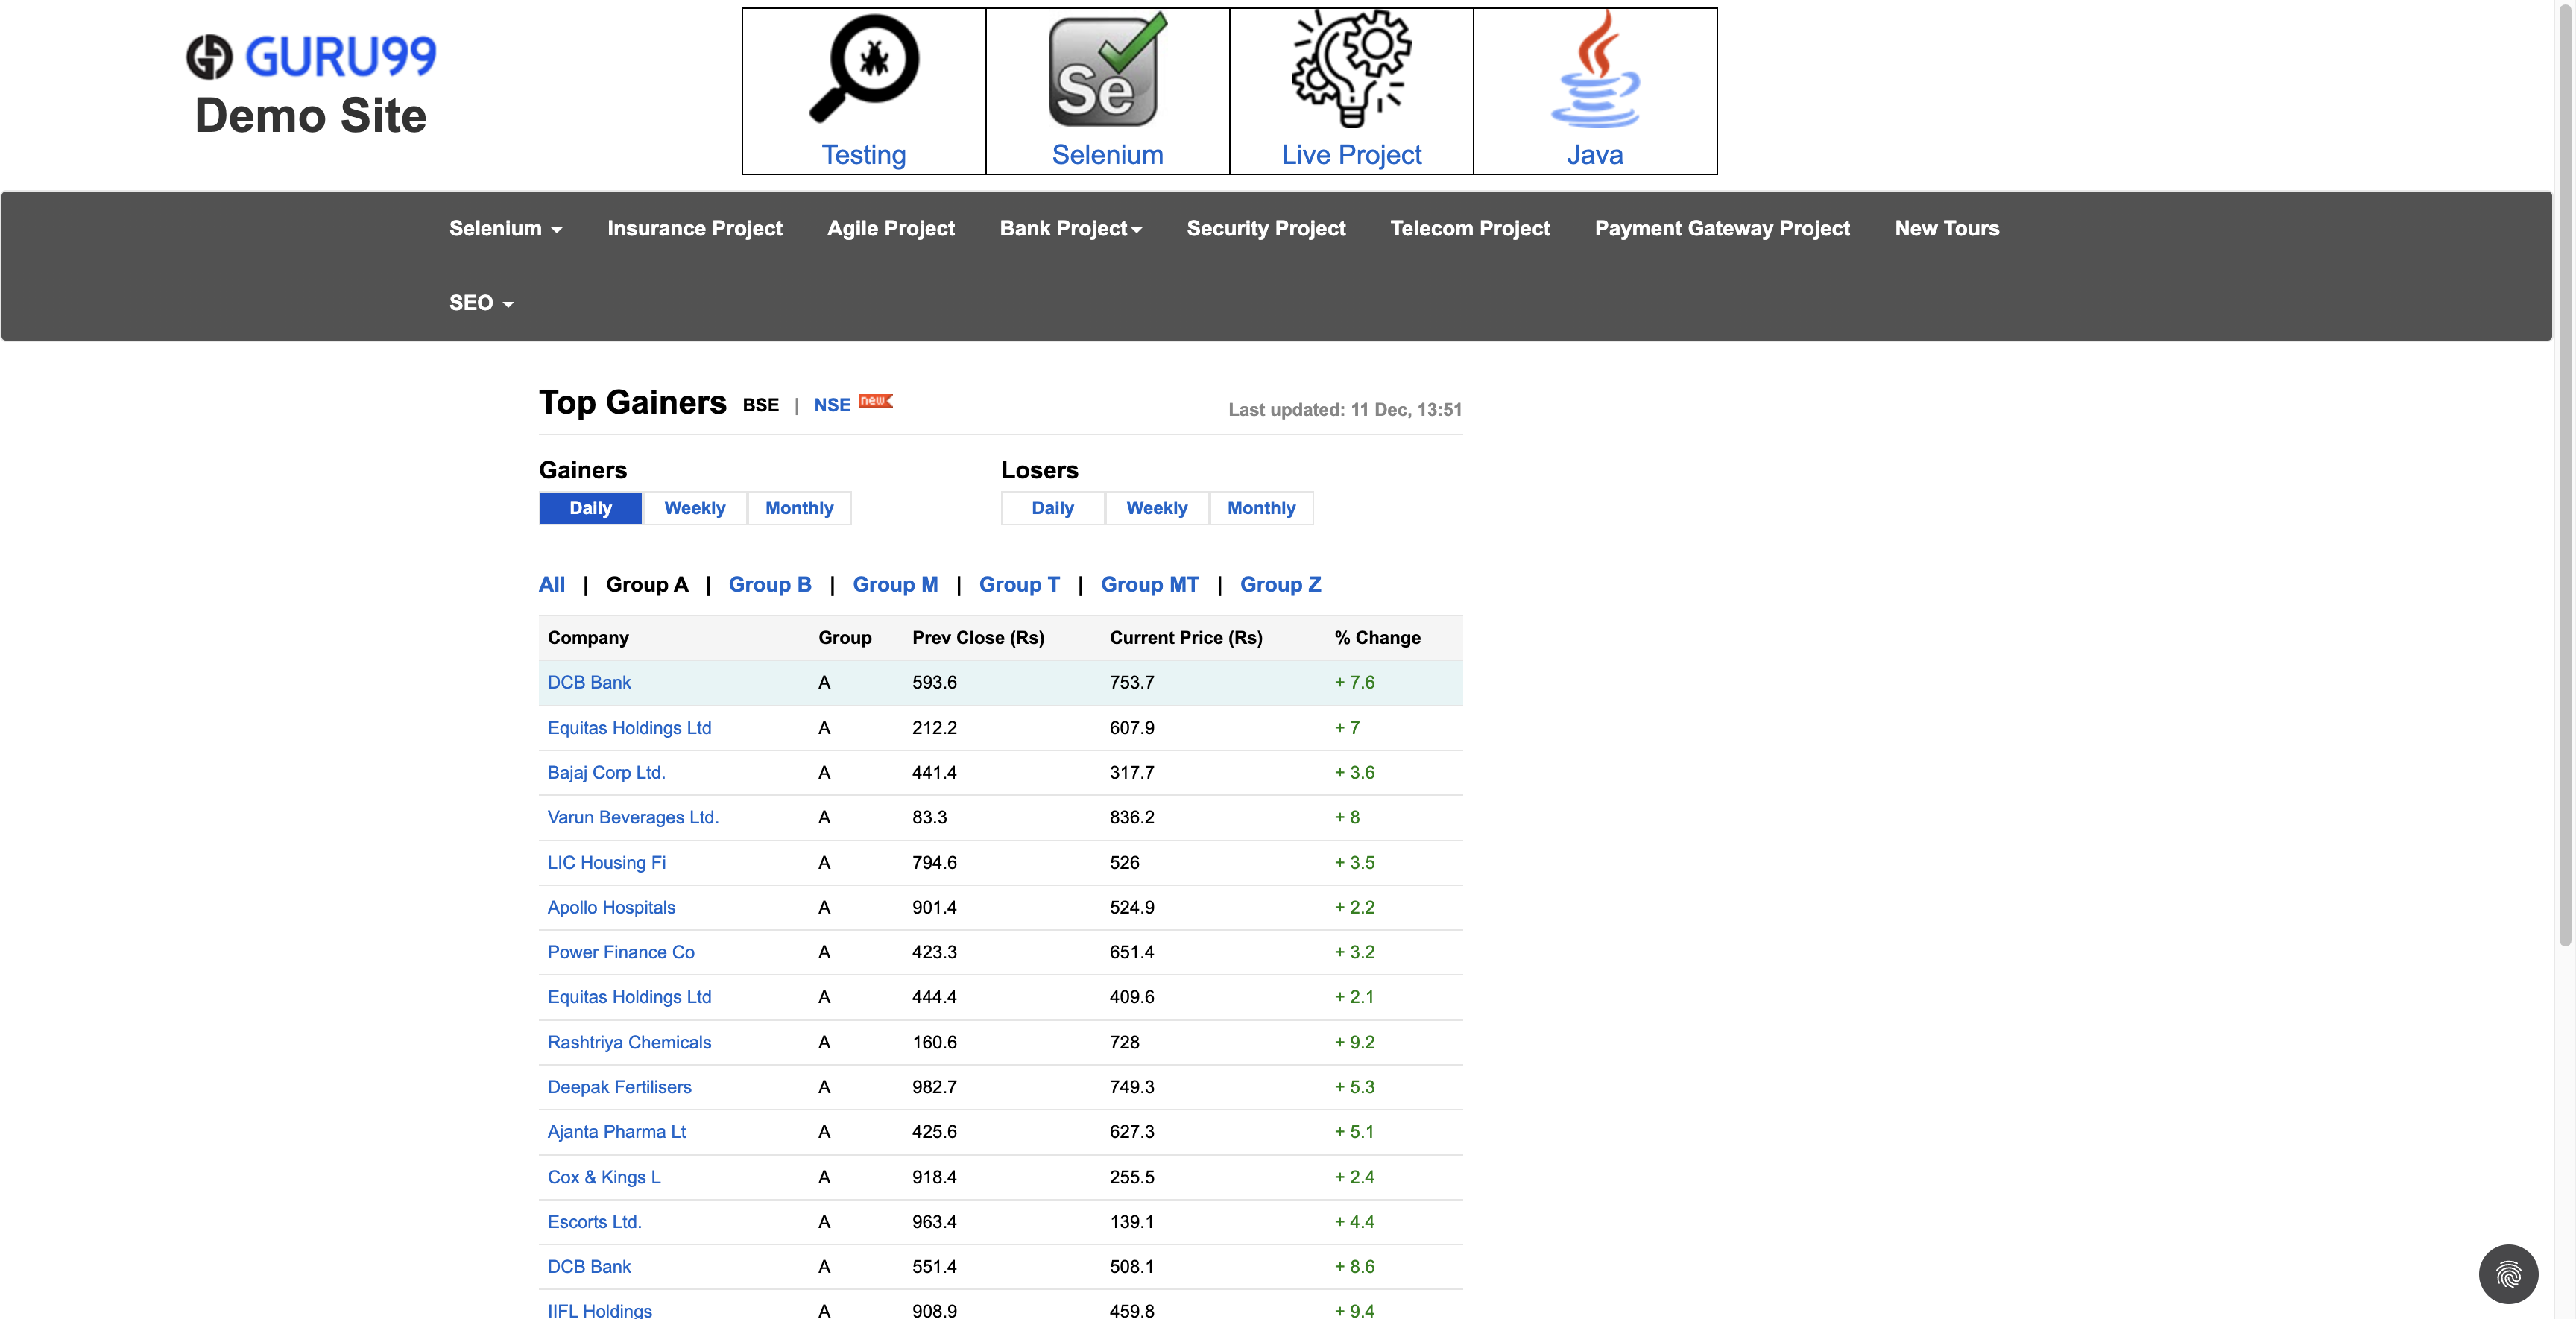 GURU99
Demo Site
Se
Testing Selenium Live Project Java
Selenium Insurance Project Agile Project Bank Project Security Project Telecom Project Payment Gateway Project New Tours
SEO
Top Gainers BSE | NSE new Last updated: 11 Dec, 13:51
Gainers Losers
Daily Weekly Monthly Daily Weekly Monthly
All | Group A | Group B | Group M | Group T | Group MT | Group Z
Company Group Prev Close (Rs) Current Price (Rs) % Change
DCB Bank A 593.6 753.7 + 7.6
Equitas Holdings Ltd A 212.2 607.9 + 7
Bajaj Corp Ltd. A 441.4 317.7 + 3.6
Varun Beverages Ltd. A 83.3 836.2 + 8
LIC Housing Fi A 794.6 526 + 3.5
Apollo Hospitals A 901.4 524.9 + 2.2
Power Finance Co A 423.3 651.4 + 3.2
Equitas Holdings Ltd A 444.4 409.6 + 2.1
Rashtriya Chemicals A 160.6 728 + 9.2
Deepak Fertilisers A 982.7 749.3 + 5.3
Ajanta Pharma Lt A 425.6 627.3 + 5.1
Cox & Kings L A 918.4 255.5 + 2.4
Escorts Ltd. A 963.4 139.1 + 4.4
DCB Bank A 551.4 508.1 + 8.6
IIFL Holdings A 908.9 459.8 + 9.4